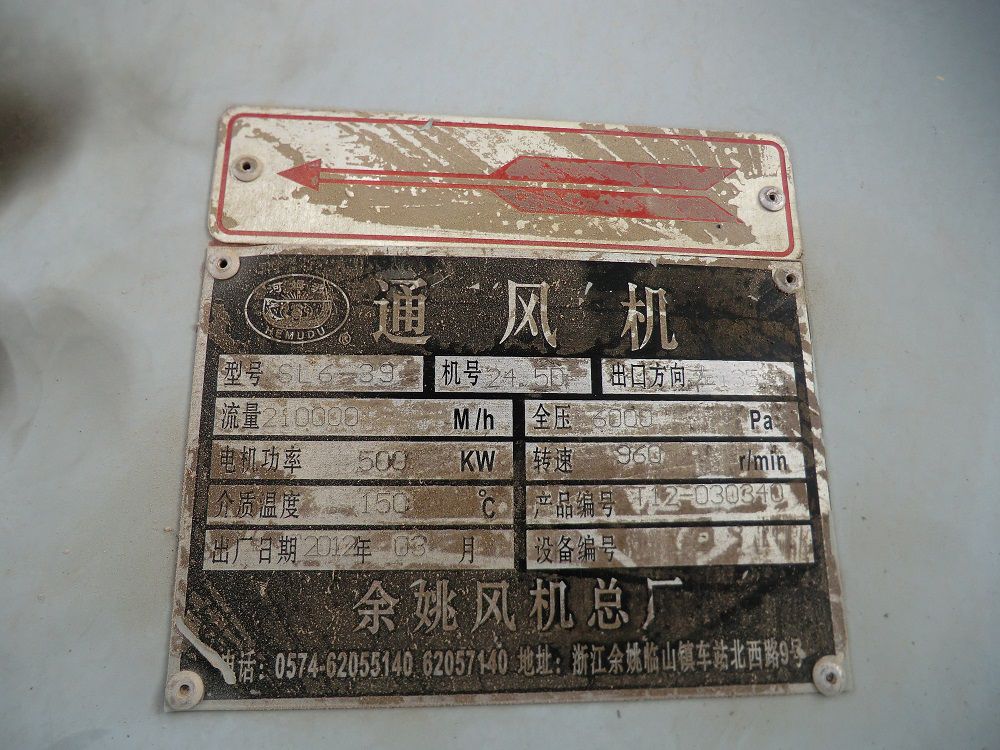 HEMUDU ®
通风机
型号 SL6-39 机号 24.5D 出口方向
流量 210000 M/h 全压 6000 Pa
电机功率 500 KW 转速 960 r/min
介质温度 150 ℃ 产品编号 T12-030340
出厂日期 2012年 03 月 设备编号
余姚风机总厂
电话：0574-62055140 62057140 地址：浙江余姚临山镇车站北西路9号